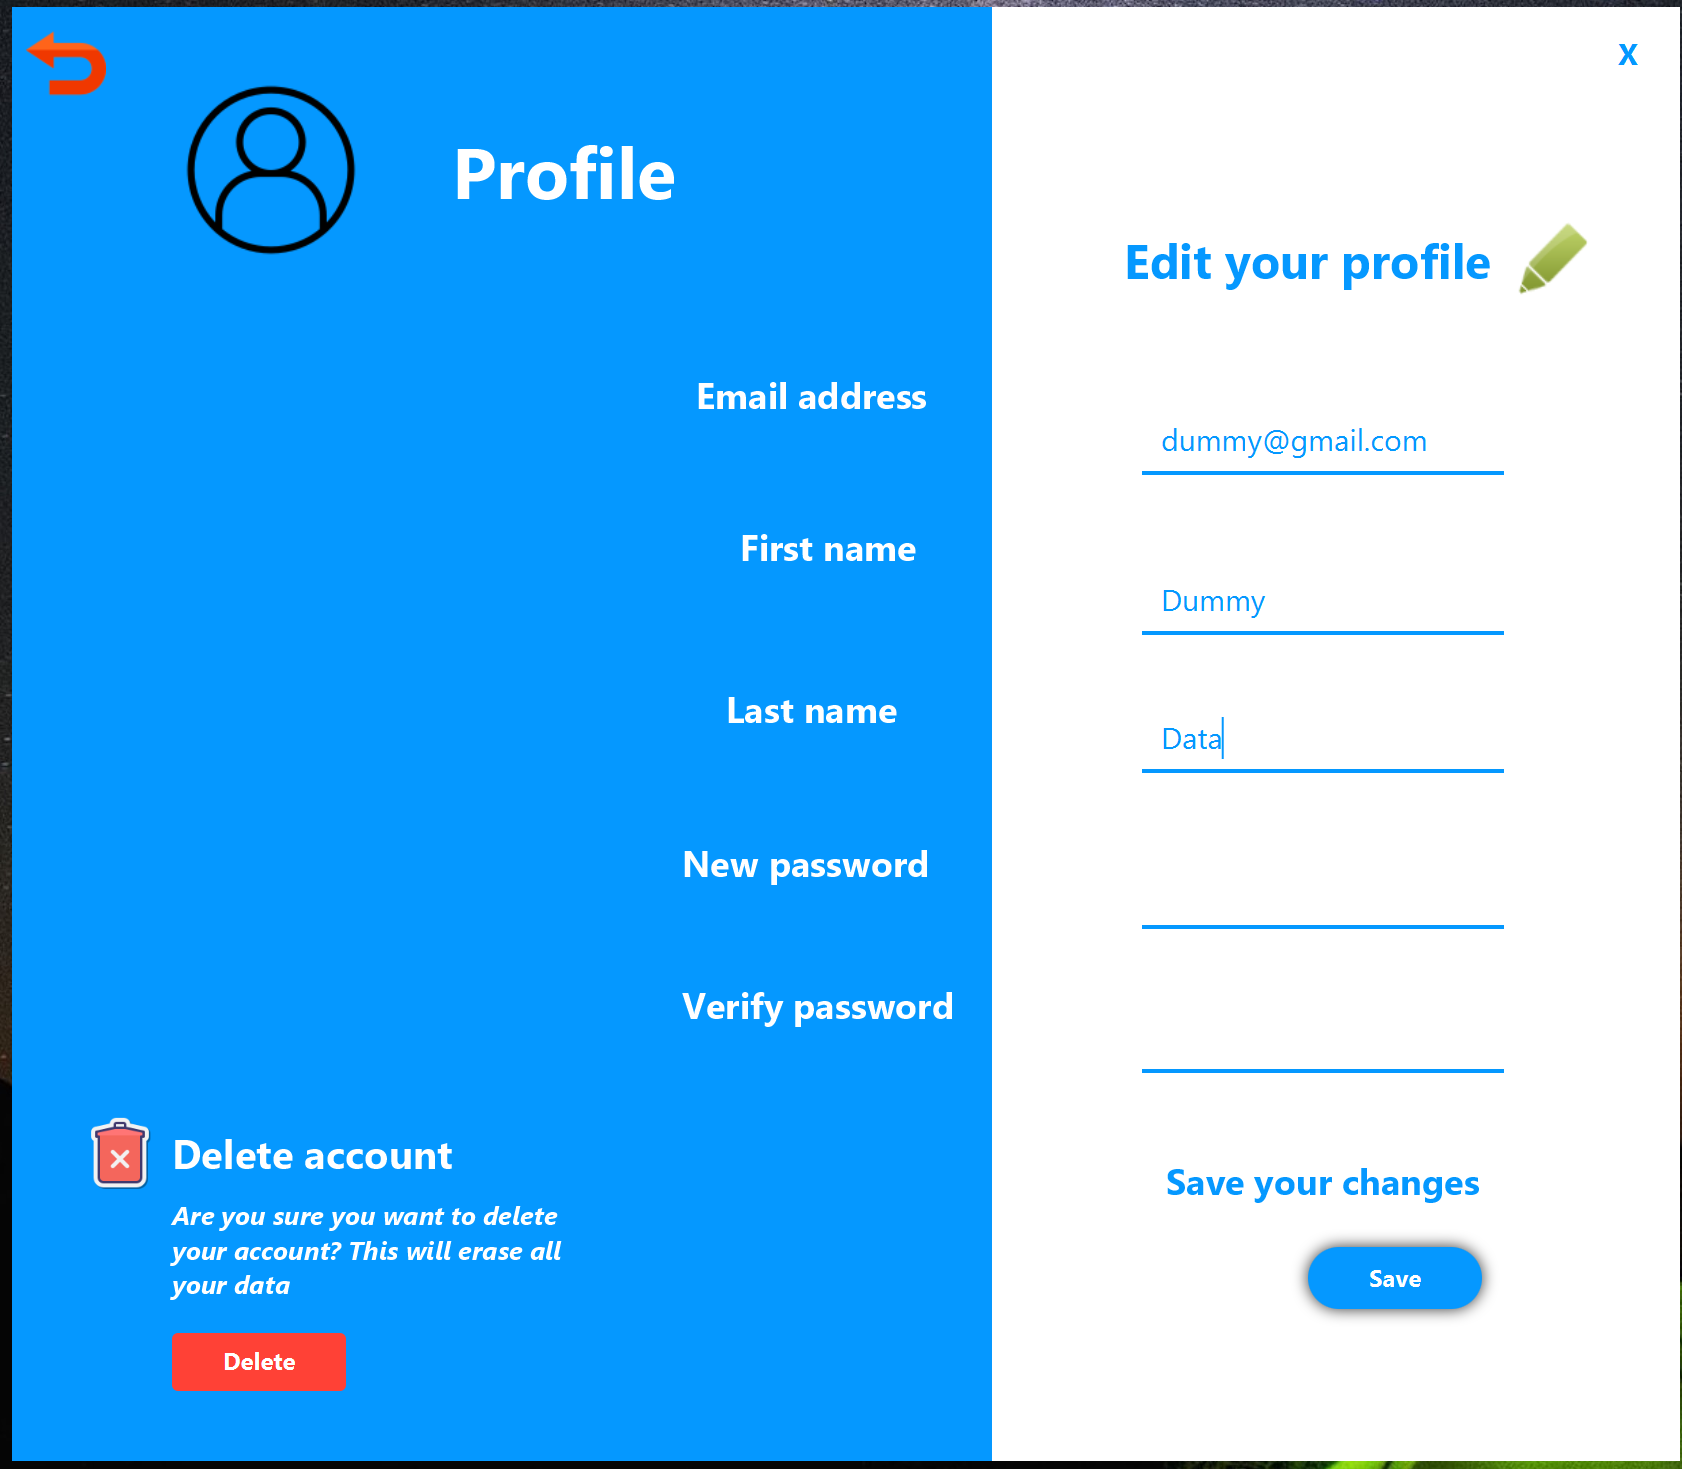 X
Profile
Edit your profile
Email address
dummy@gmail.com
First name
Dummy
Last name
Data
New password
Verify password
Delete account
Are you sure you want to delete
your account? This will erase all
your data
Delete
Save your changes
Save